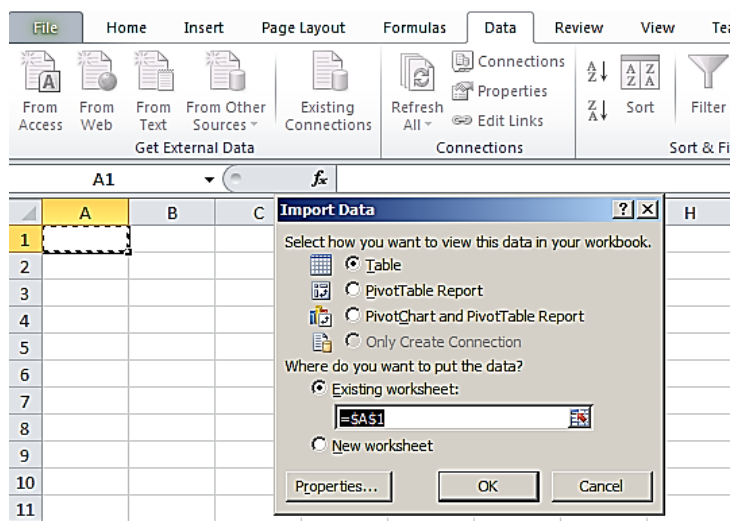 File Home Insert Page Layout Formulas Data Review View Te
Connections
Properties
Edit Links
From Access
From Web
From Text
From Other Sources
Existing Connections
Refresh All
Sort
Filter
Get External Data
Connections
Sort & Fi
A1
fx
A B C H
Import Data
Select how you want to view this data in your workbook.
Table
PivotTable Report
PivotChart and PivotTable Report
Only Create Connection
Where do you want to put the data?
Existing worksheet:
=$A$1
New worksheet
Properties...
OK
Cancel
1
2
3
4
5
6
7
8
9
10
11